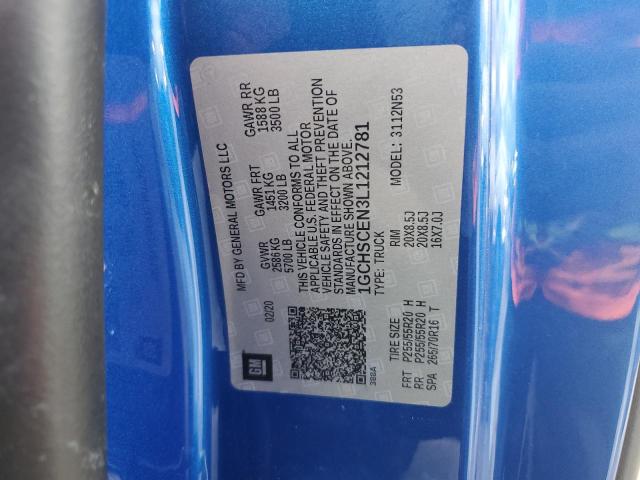 MFD BY GENERAL MOTORS LLC
02/20 GVWR GAWR FRT GAWR RR
2586 KG 1451 KG 1588 KG
5700 LB 3200 LB 3500 LB
THIS VEHICLE CONFORMS TO ALL
APPLICABLE U.S. FEDERAL MOTOR
VEHICLE SAFETY AND THEFT PREVENTION
STANDARDS IN EFFECT ON THE DATE OF
MANUFACTURE SHOWN ABOVE.
1GCHSCEN3L1212781
TYPE: TRUCK MODEL: 3112N53
GM
388A
TIRE SIZE RIM
FRT P255/55R20 H 20X8.5J
RR P255/55R20 H 20X8.5J
SPA 265/70R16 T 16X7.0J